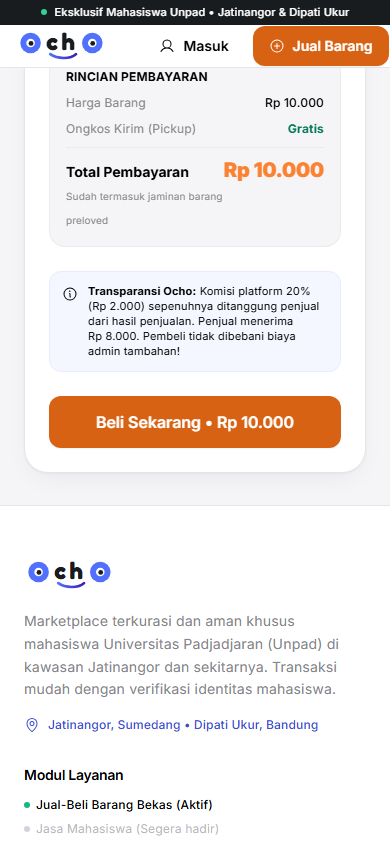 Eksklusif Mahasiswa Unpad • Jatinangor & Dipati Ukur
ocho
Masuk
Jual Barang
RINCIAN PEMBAYARAN
Harga Barang Rp 10.000
Ongkos Kirim (Pickup) Gratis
Total Pembayaran Rp 10.000
Sudah termasuk jaminan barang
preloved
Transparansi Ocho: Komisi platform 20%
(Rp 2.000) sepenuhnya ditanggung penjual
dari hasil penjualan. Penjual menerima
Rp 8.000. Pembeli tidak dibebani biaya
admin tambahan!
Beli Sekarang • Rp 10.000
ocho
Marketplace terkurasi dan aman khusus
mahasiswa Universitas Padjadjaran (Unpad) di
kawasan Jatinangor dan sekitarnya. Transaksi
mudah dengan verifikasi identitas mahasiswa.
Jatinangor, Sumedang • Dipati Ukur, Bandung
Modul Layanan
Jual-Beli Barang Bekas (Aktif)
Jasa Mahasiswa (Segera hadir)